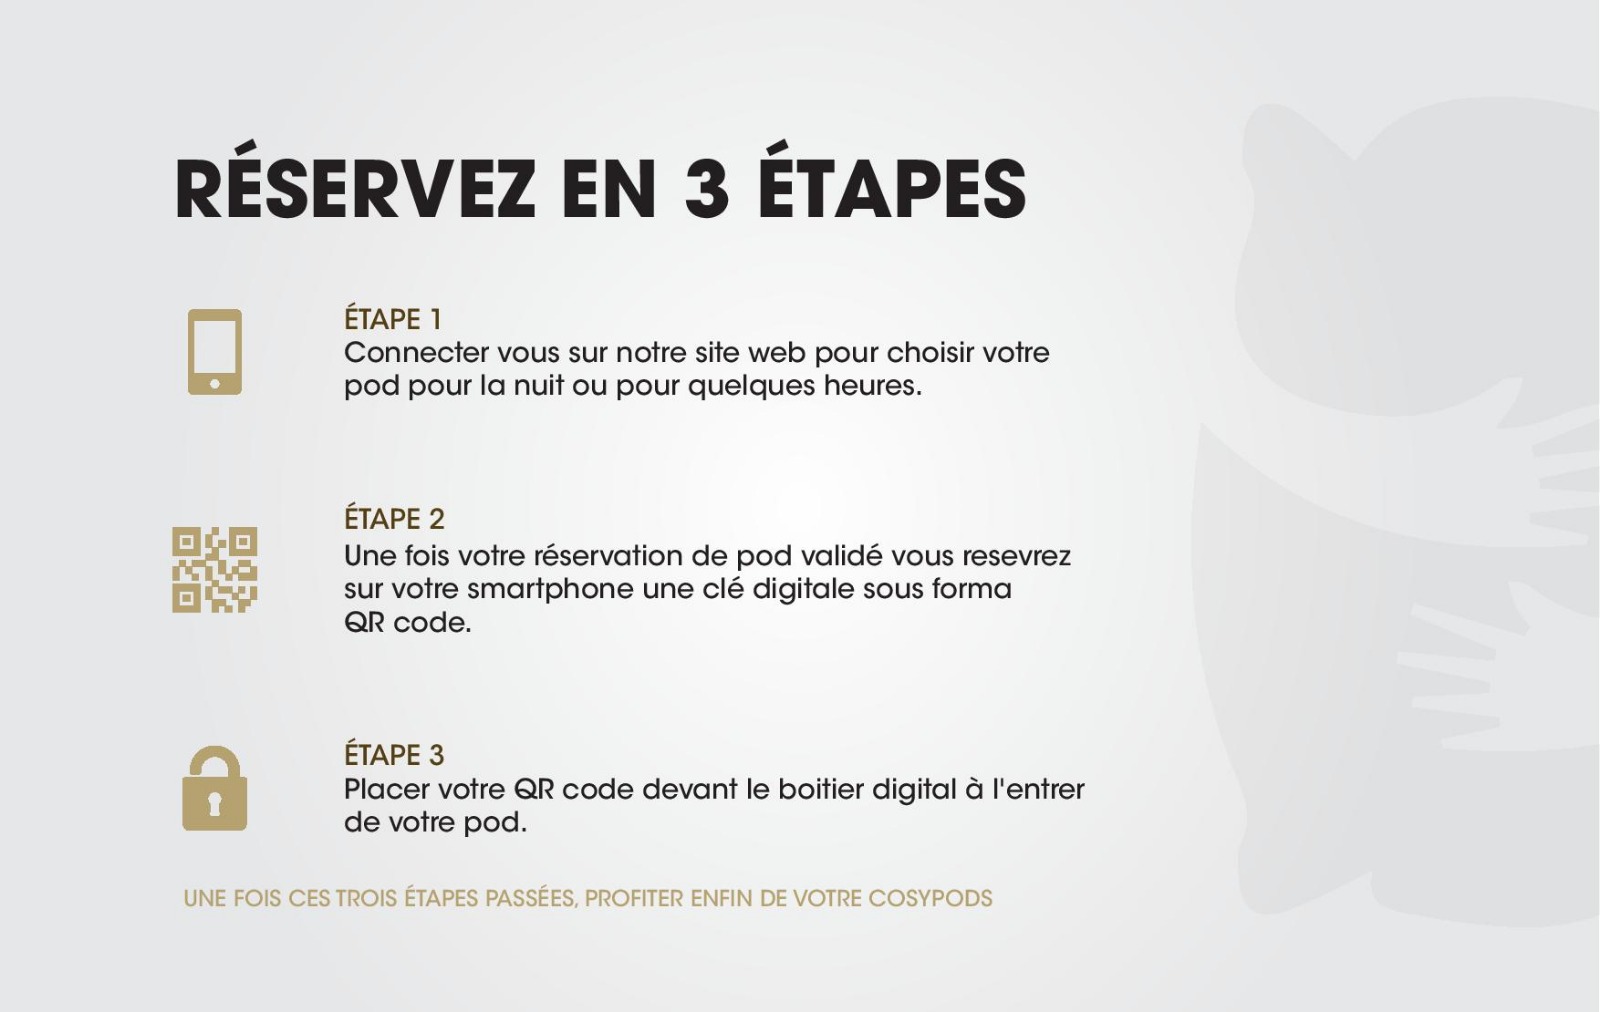 RÉSERVEZ EN 3 ÉTAPES
ÉTAPE 1
Connecter vous sur notre site web pour choisir votre
pod pour la nuit ou pour quelques heures.
ÉTAPE 2
Une fois votre réservation de pod validé vous resevrez
sur votre smartphone une clé digitale sous forma
QR code.
ÉTAPE 3
Placer votre QR code devant le boitier digital à l'entrer
de votre pod.
UNE FOIS CES TROIS ÉTAPES PASSÉES, PROFITER ENFIN DE VOTRE COSYPODS